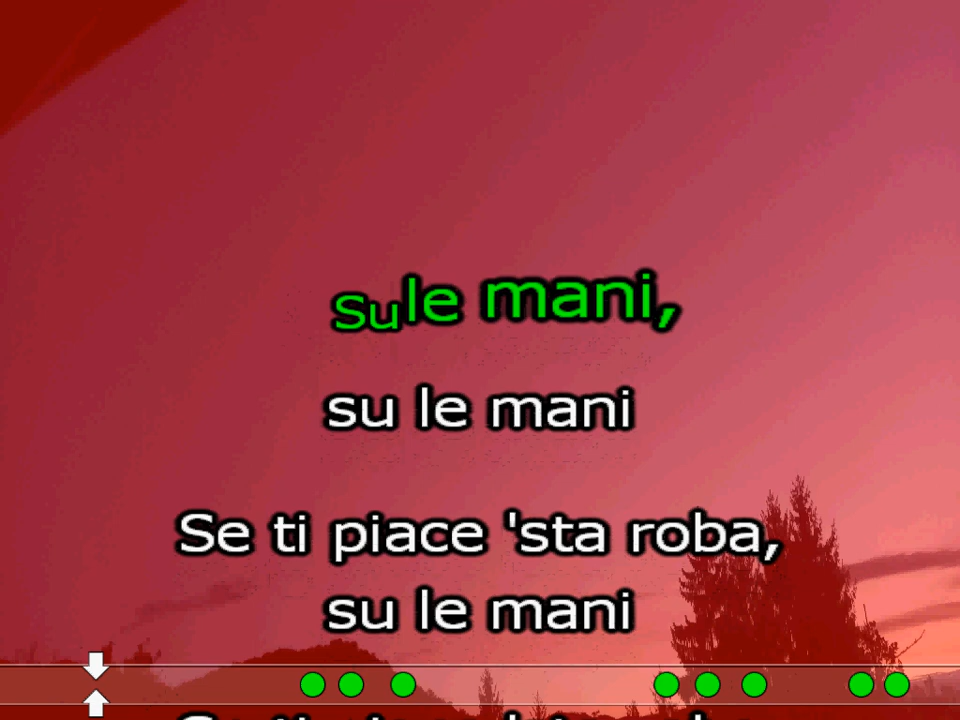 Su le mani,
su le mani
Se ti piace 'sta roba,
su le mani